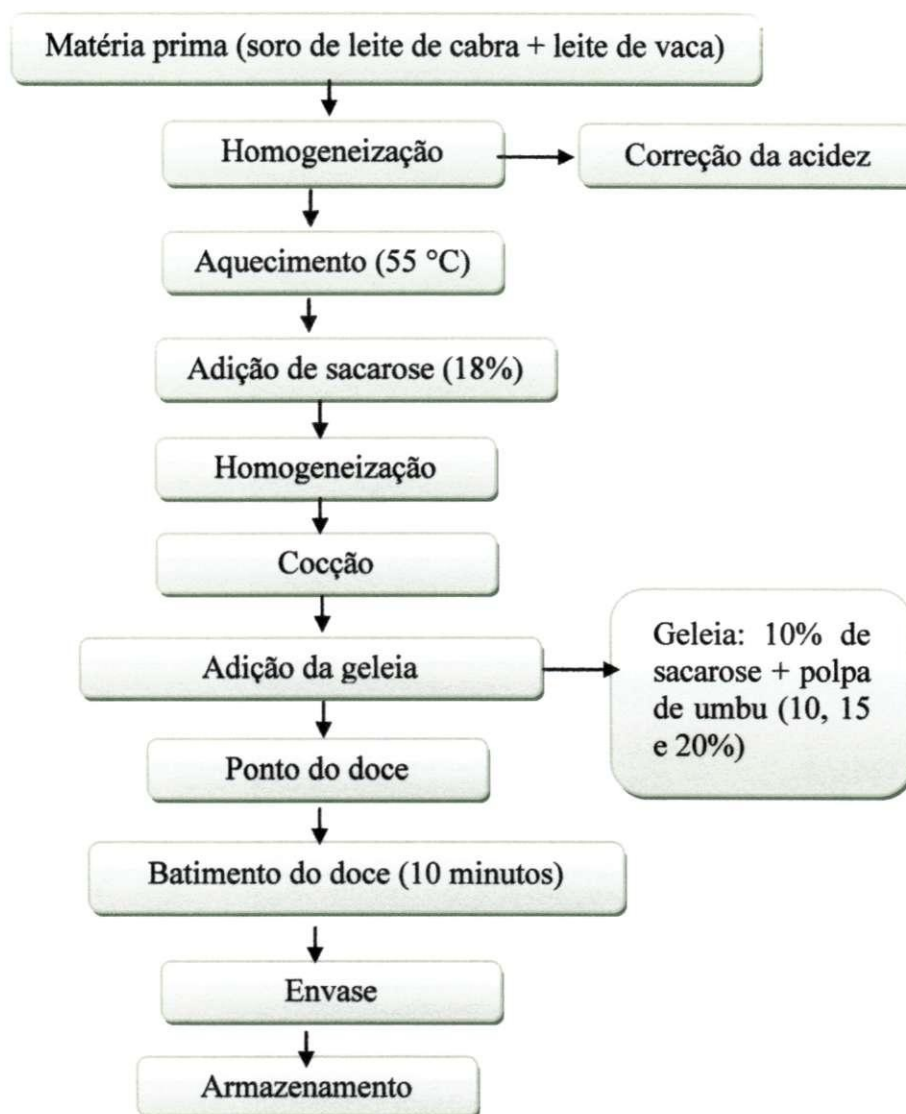 Matéria prima (soro de leite de cabra + leite de vaca)
Homogeneização
Correção da acidez
Aquecimento (55 °C)
Adição de sacarose (18%)
Homogeneização
Cocção
Adição da geleia
Geleia: 10% de
sacarose + polpa
de umbu (10, 15
e 20%)
Ponto do doce
Batimento do doce (10 minutos)
Envase
Armazenamento